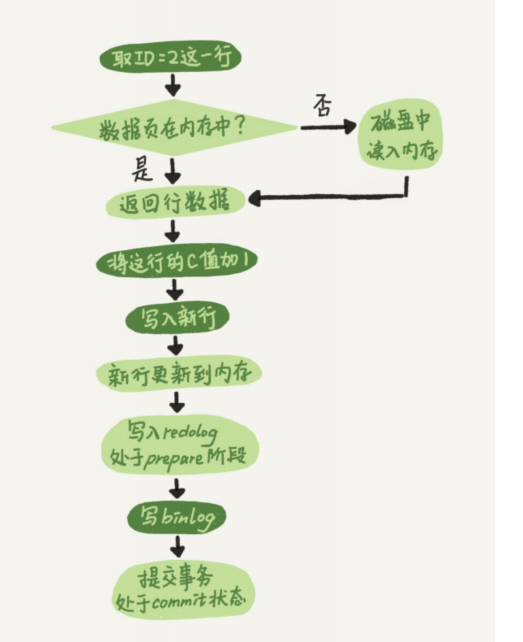 取ID=2这一行
数据页在内存中？
否
磁盘中
读入内存
是
返回行数据
将这行的C值加1
写入新行
新行更新到内存
写入redolog
处于prepare阶段
写binlog
提交事务
处于commit状态